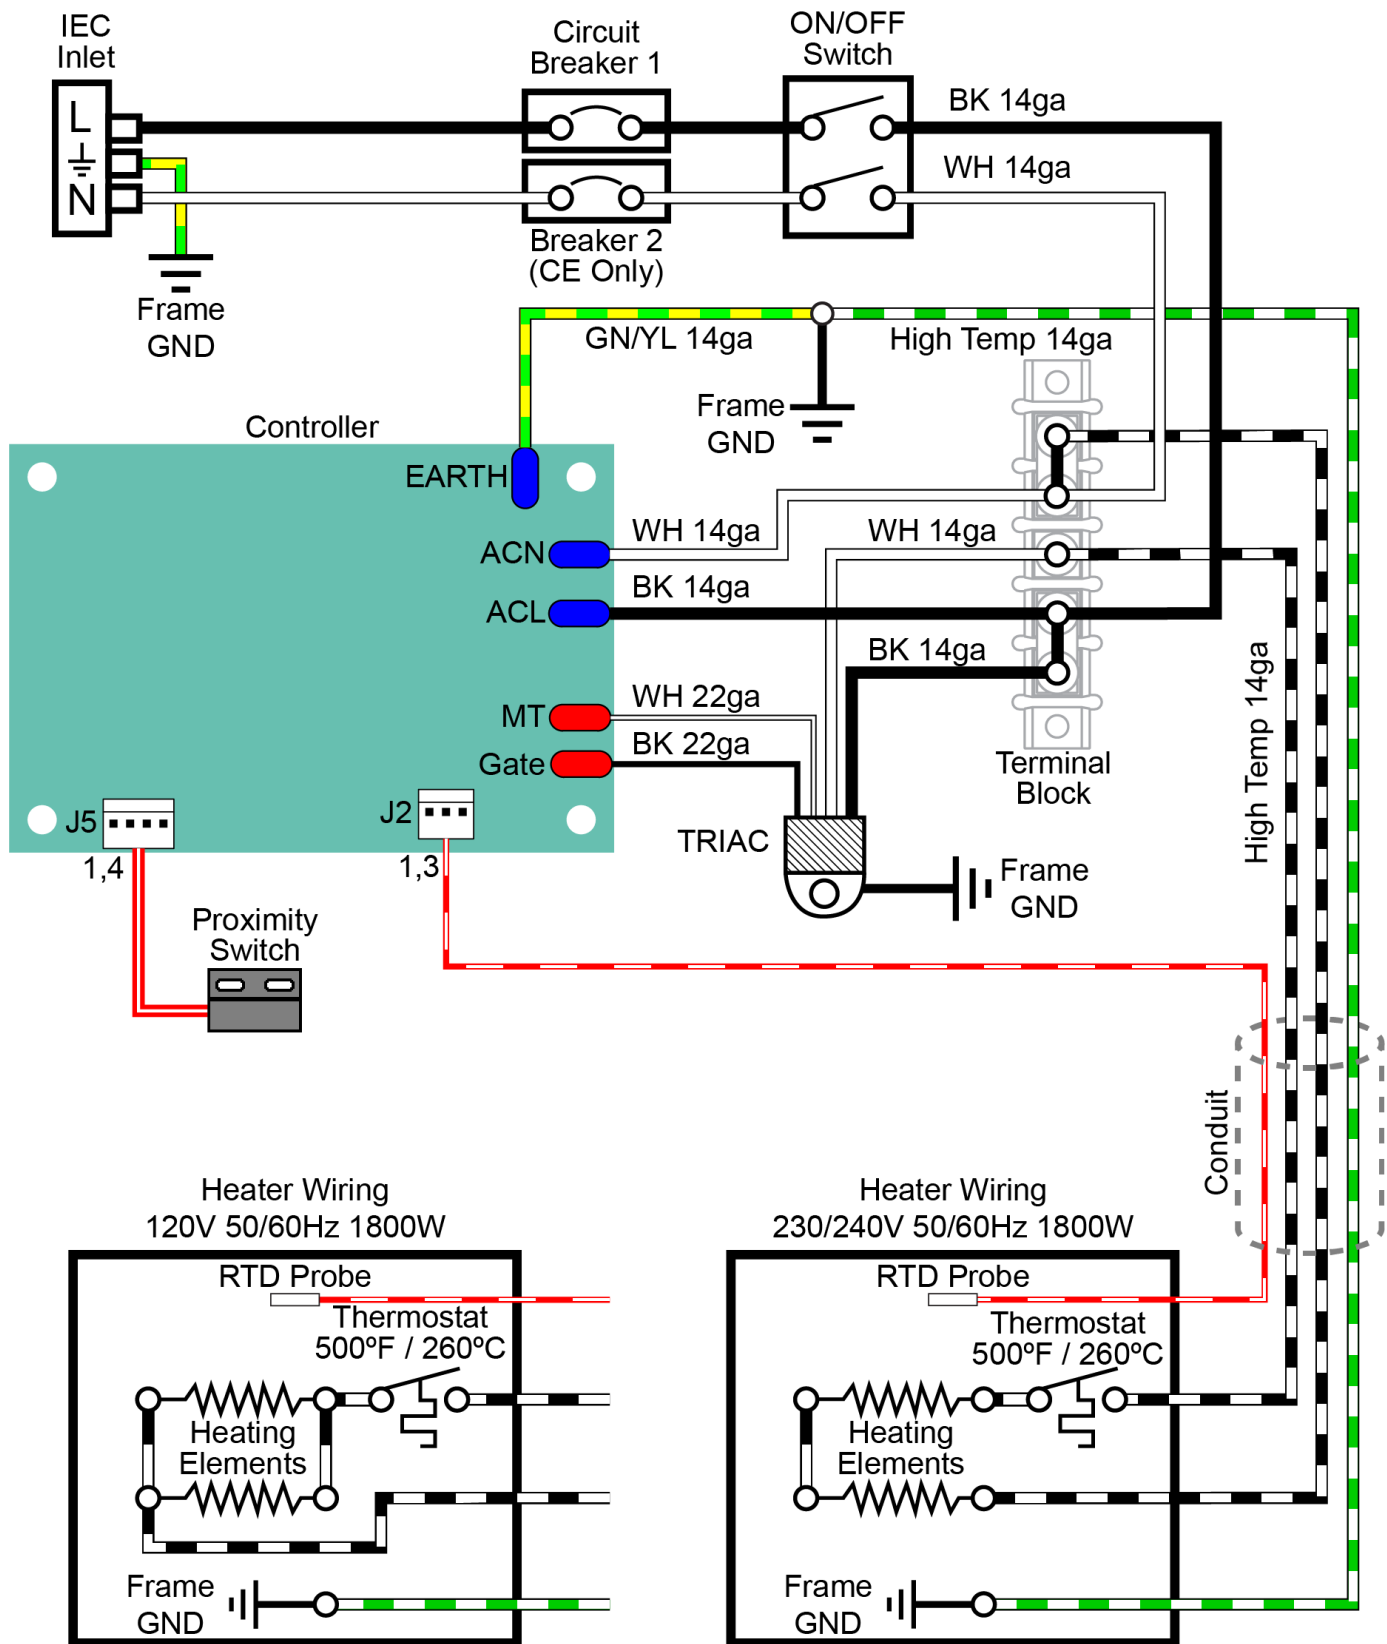 IEC
Inlet
L
N
Frame
GND
Circuit
Breaker 1
Breaker 2
(CE Only)
ON/OFF
Switch
BK 14ga
WH 14ga
GN/YL 14ga
High Temp 14ga
Frame
GND
Controller
EARTH
ACN
ACL
MT
Gate
J5
1,4
J2
1,3
WH 14ga
BK 14ga
WH 22ga
BK 22ga
WH 14ga
BK 14ga
Terminal
Block
TRIAC
Frame
GND
High Temp 14ga
Proximity
Switch
Conduit
Heater Wiring
120V 50/60Hz 1800W
RTD Probe
Thermostat
500ºF / 260ºC
Heating
Elements
Frame
GND
Heater Wiring
230/240V 50/60Hz 1800W
RTD Probe
Thermostat
500ºF / 260ºC
Heating
Elements
Frame
GND